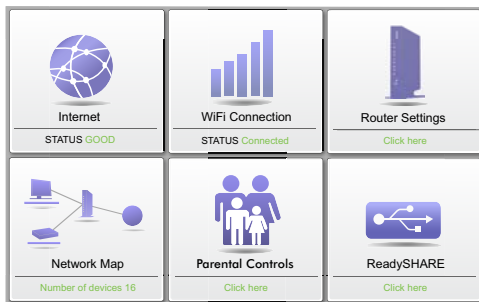 Internet
STATUS GOOD
WiFi Connection
STATUS Connected
Router Settings
Click here
Network Map
Number of devices 16
Parental Controls
Click here
ReadySHARE
Click here